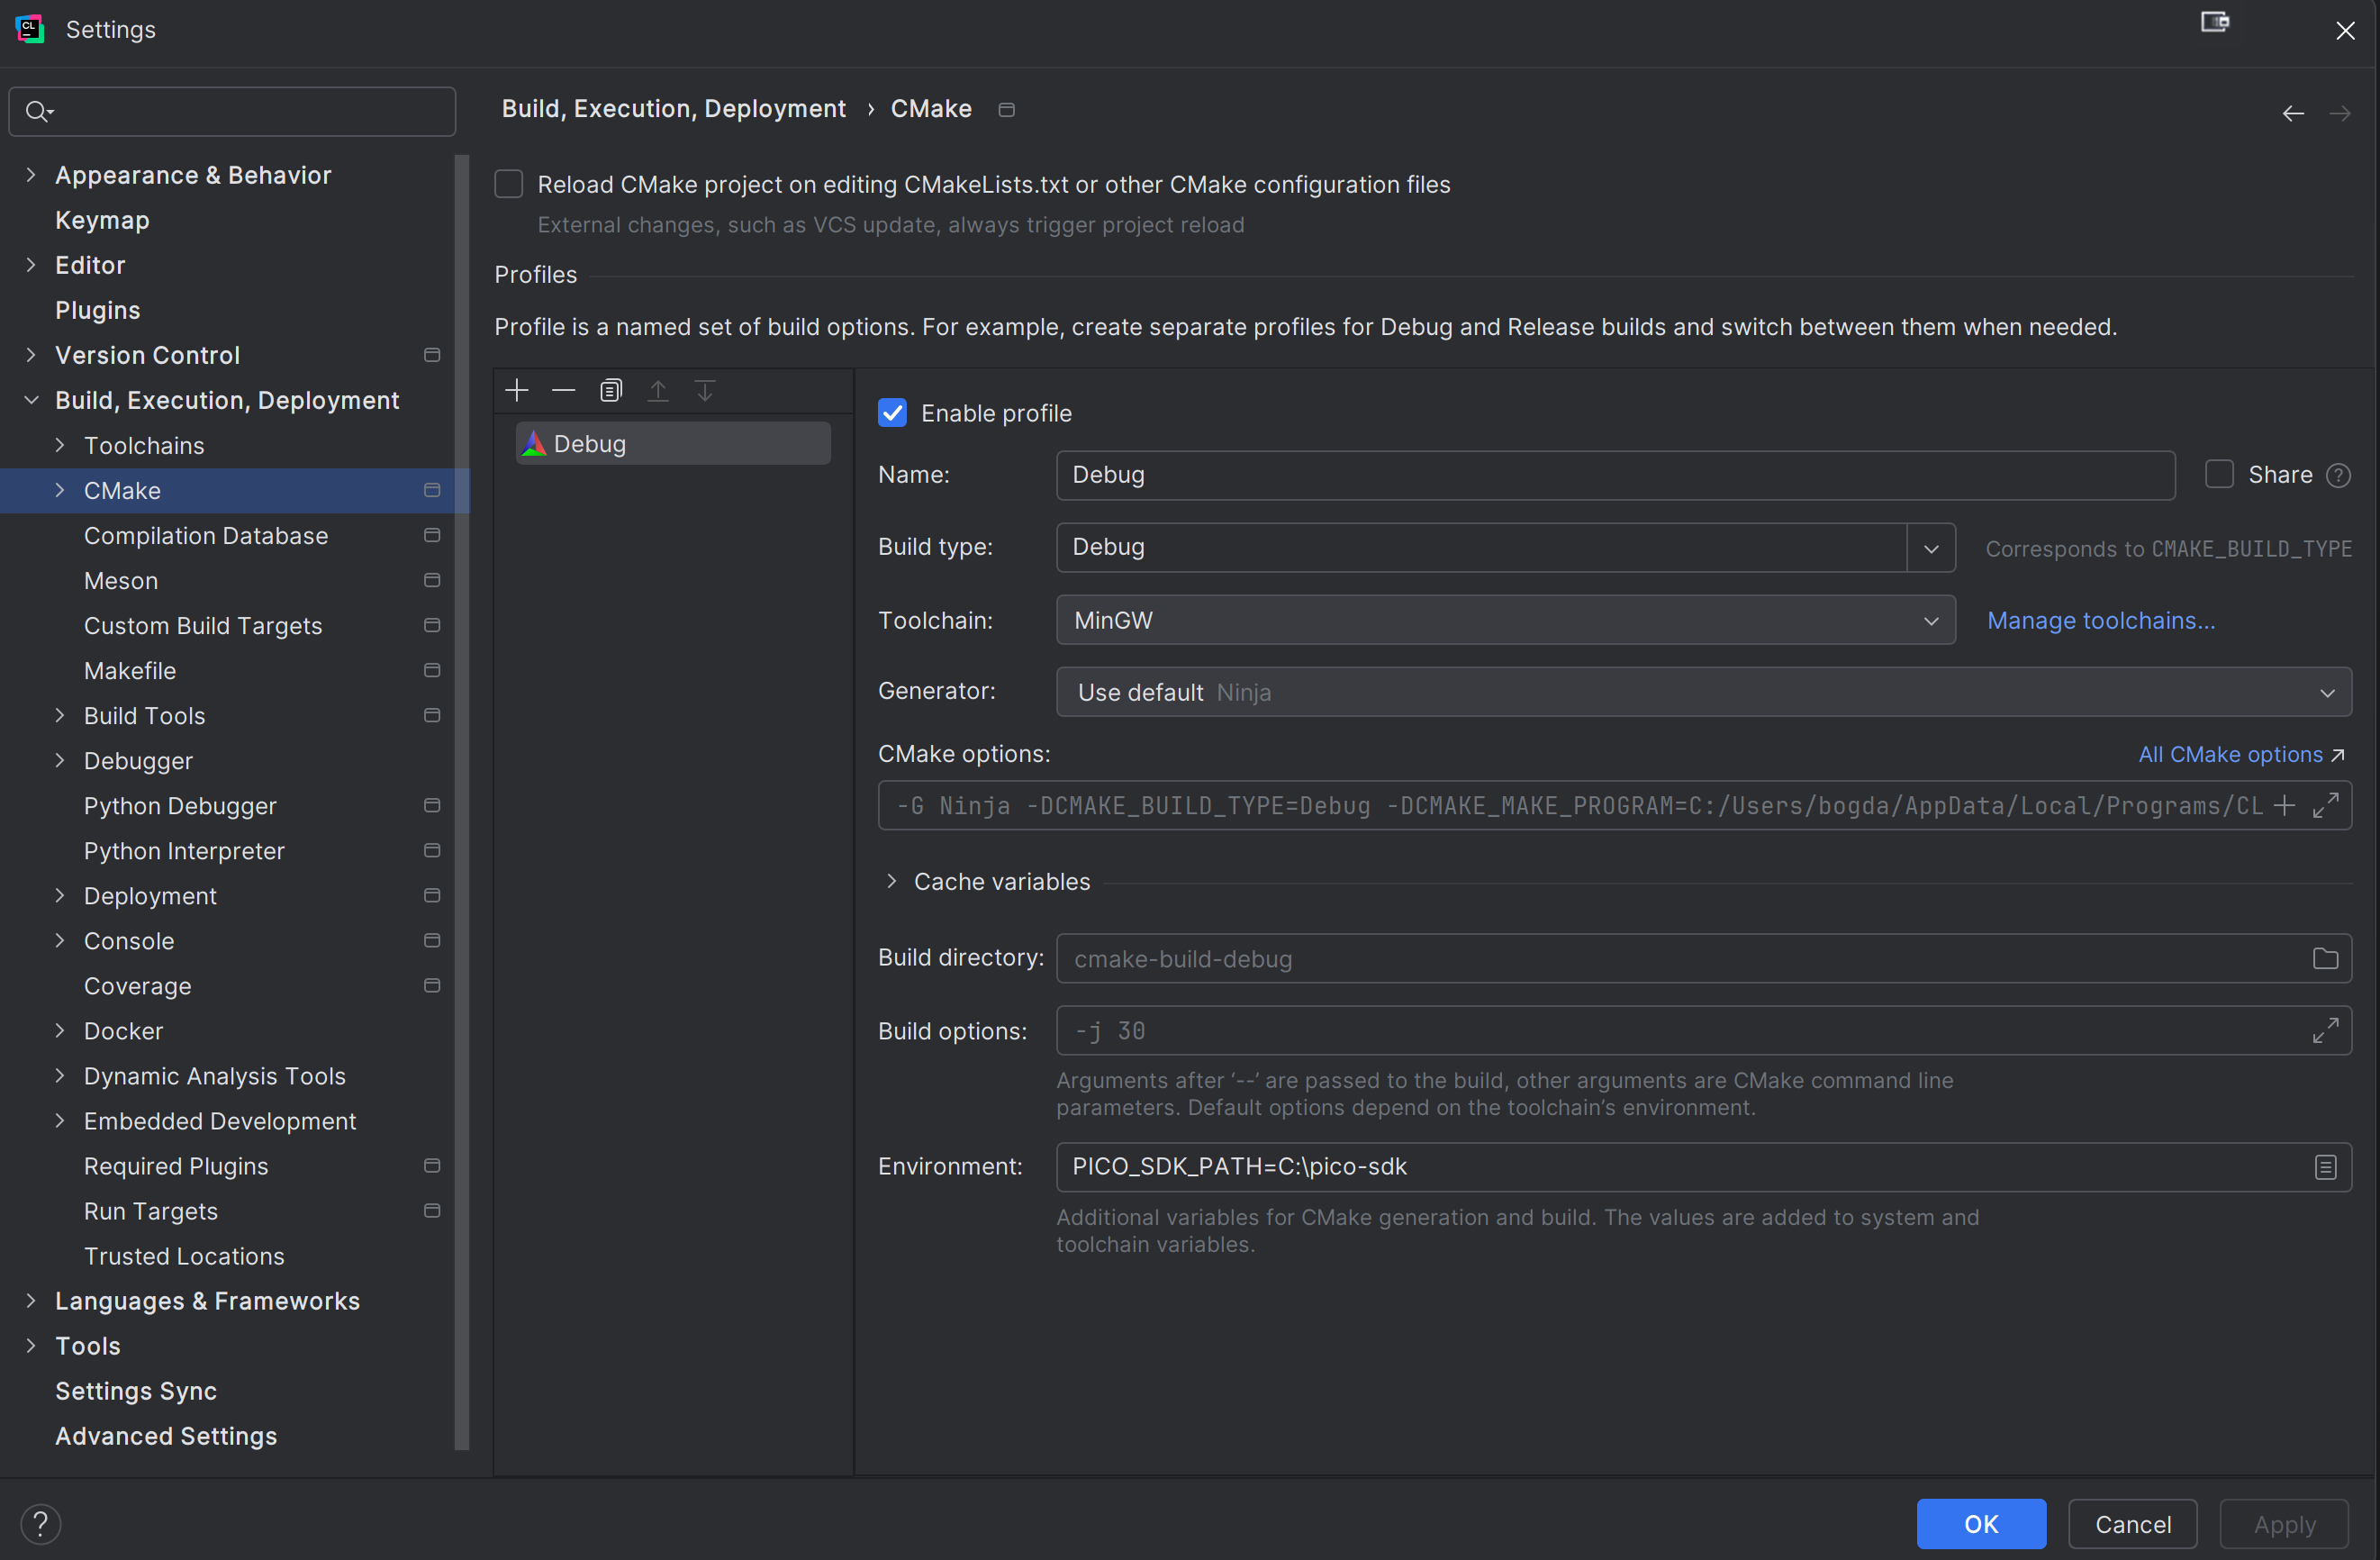 CL
Settings
Appearance & Behavior
Keymap
Editor
Plugins
Version Control
Build, Execution, Deployment
Toolchains
CMake
Compilation Database
Meson
Custom Build Targets
Makefile
Build Tools
Debugger
Python Debugger
Python Interpreter
Deployment
Console
Coverage
Docker
Dynamic Analysis Tools
Embedded Development
Required Plugins
Run Targets
Trusted Locations
Languages & Frameworks
Tools
Settings Sync
Advanced Settings
Build, Execution, Deployment › CMake
Reload CMake project on editing CMakeLists.txt or other CMake configuration files
External changes, such as VCS update, always trigger project reload
Profiles
Profile is a named set of build options. For example, create separate profiles for Debug and Release builds and switch between them when needed.
Debug
Enable profile
Name: Debug Share ?
Build type: Debug Corresponds to CMAKE_BUILD_TYPE
Toolchain: MinGW Manage toolchains...
Generator: Use default Ninja
CMake options: All CMake options ↗
-G Ninja -DCMAKE_BUILD_TYPE=Debug -DCMAKE_MAKE_PROGRAM=C:/Users/bogda/AppData/Local/Programs/CL
Cache variables
Build directory: cmake-build-debug
Build options: -j 30
Arguments after ‘--’ are passed to the build, other arguments are CMake command line
parameters. Default options depend on the toolchain’s environment.
Environment: PICO_SDK_PATH=C:\pico-sdk
Additional variables for CMake generation and build. The values are added to system and
toolchain variables.
? OK Cancel Apply